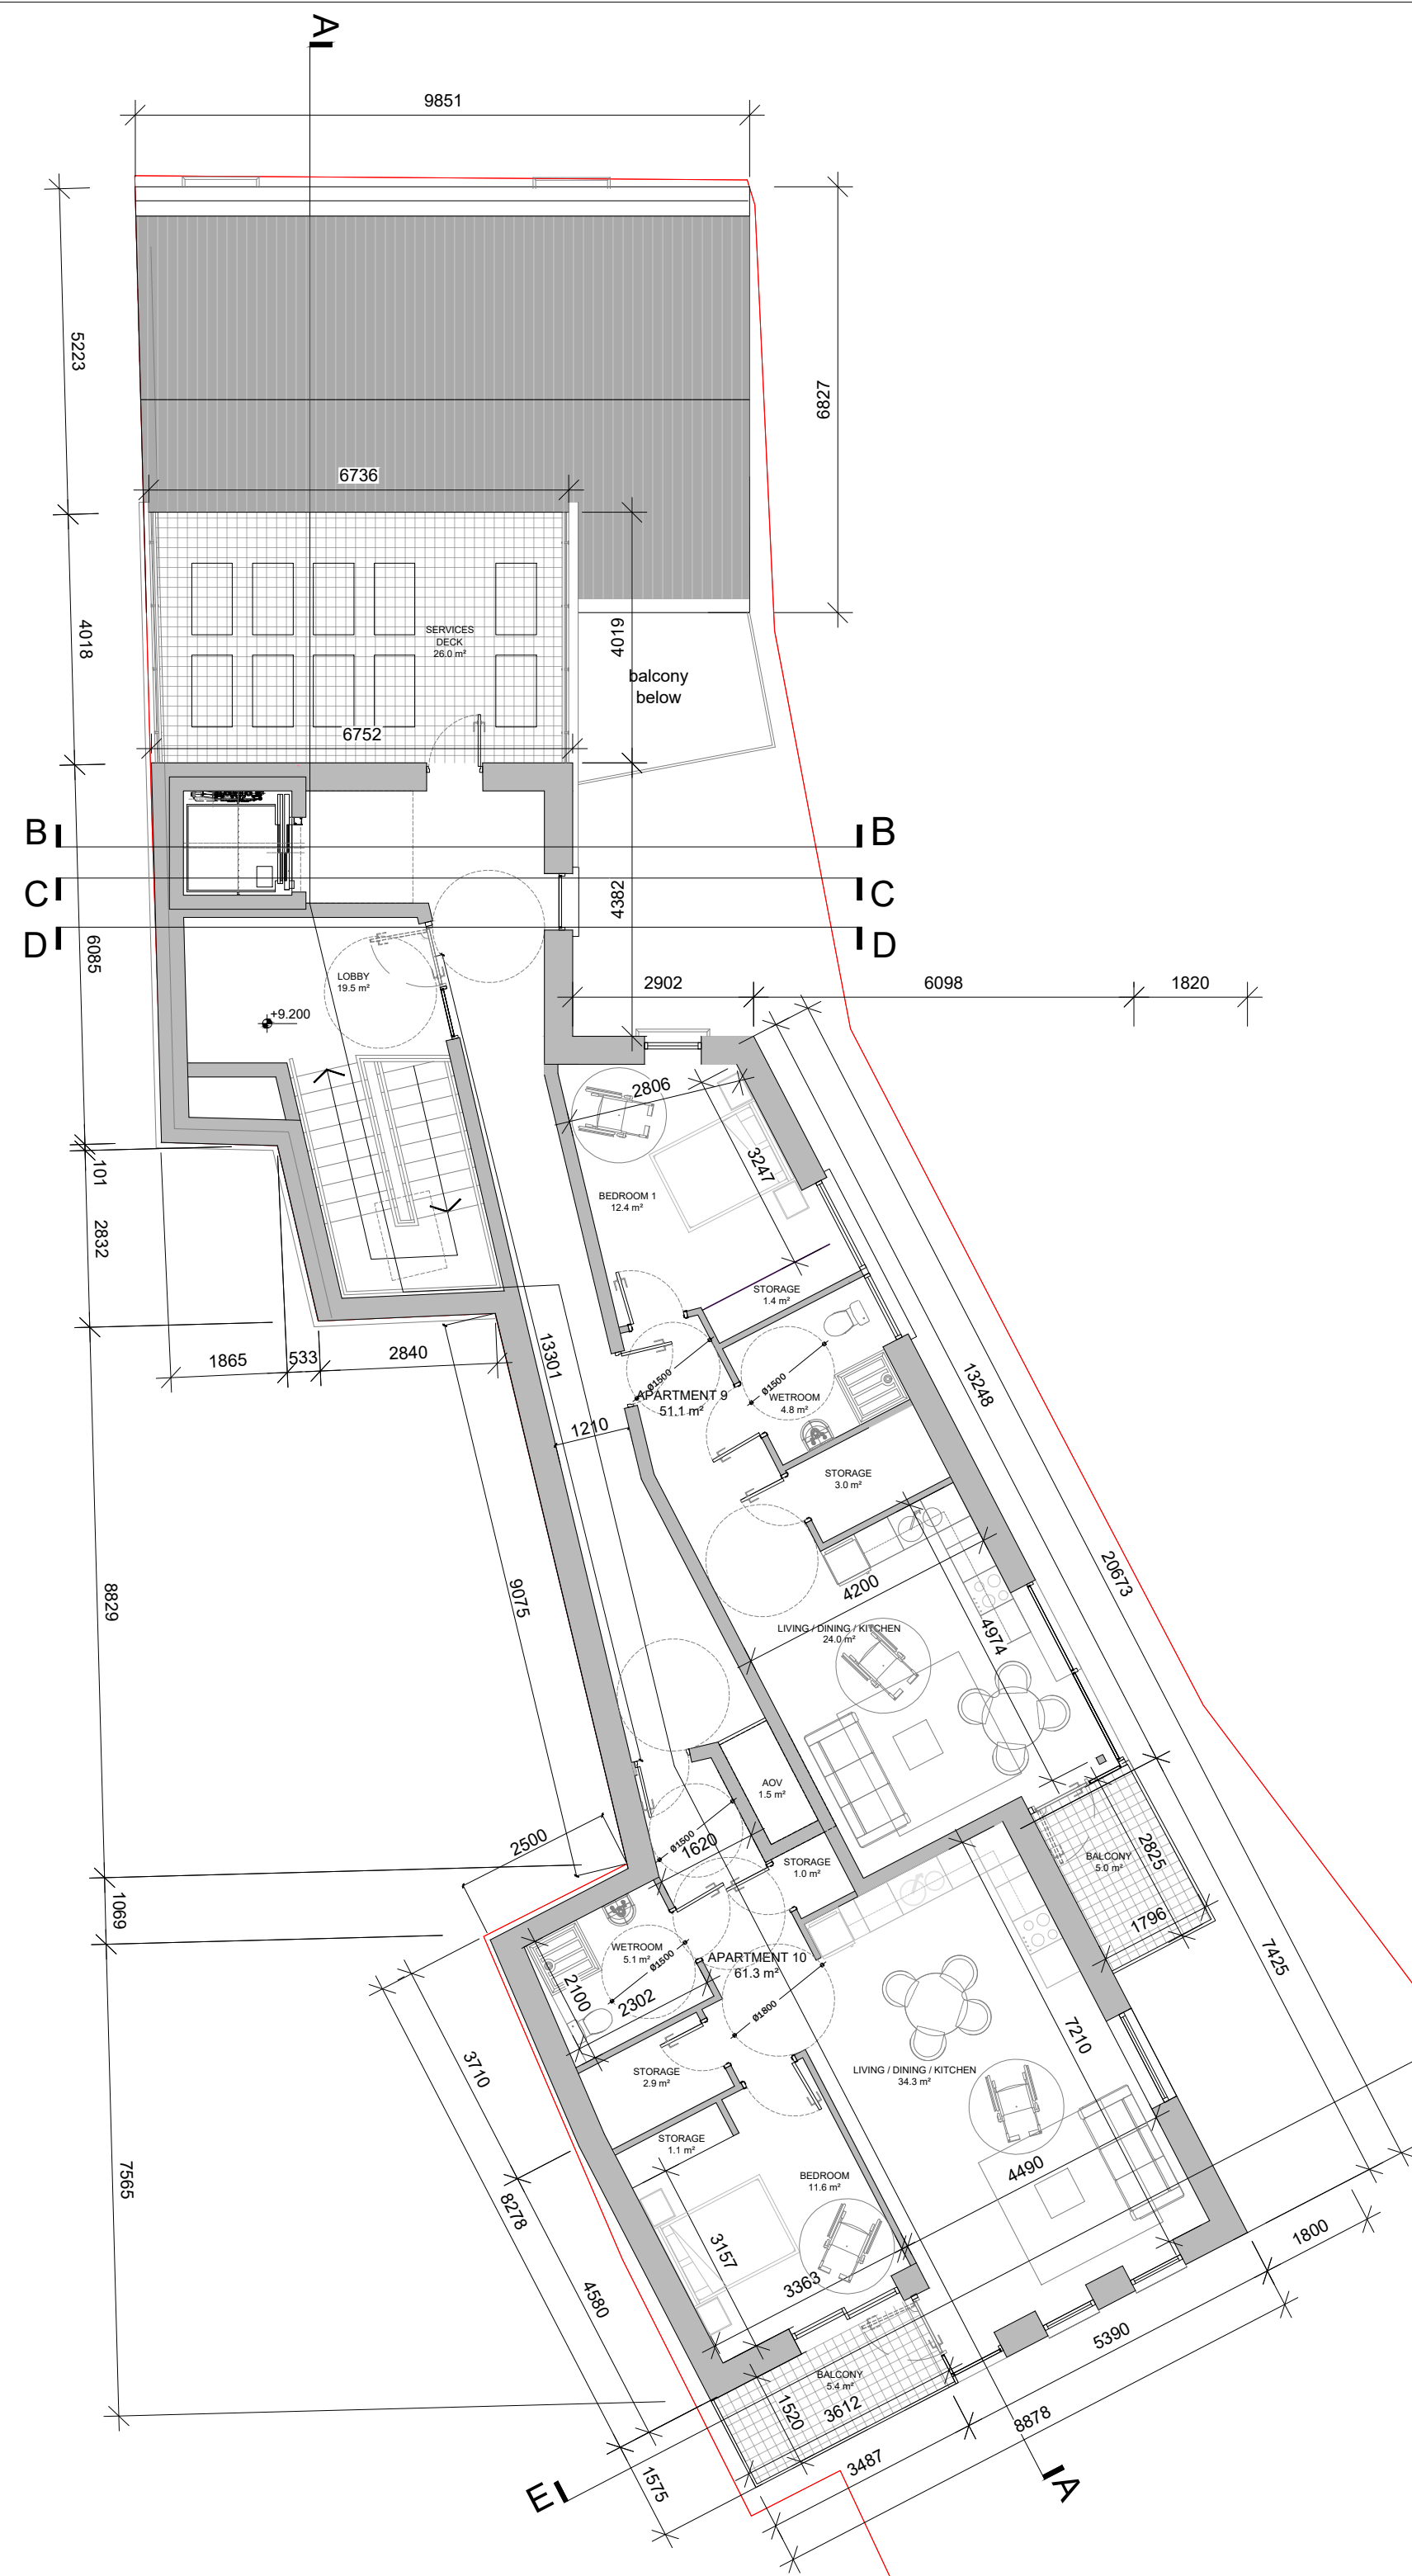 A
9851
5223
6827
6736
4018
SERVICES
DECK
26.0 m²
4019
balcony
below
6752
B
B
C
C
D
D
4382
6085
LOBBY
19.5 m²
+9.200
2902
6098
1820
2806
3247
BEDROOM 1
12.4 m²
101
2832
STORAGE
1.4 m²
1865
533
2840
13301
Ø1500
APARTMENT 9
51.1 m²
Ø1500
WETROOM
4.8 m²
13248
1210
STORAGE
3.0 m²
20673
4200
9075
8829
LIVING / DINING / KITCHEN
24.0 m²
4974
AOV
1.5 m²
2500
Ø1500
1620
STORAGE
1.0 m²
BALCONY
5.0 m²
2825
1796
1069
WETROOM
5.1 m²
Ø1500
APARTMENT 10
61.3 m²
2100
2302
Ø1800
7425
7210
3710
STORAGE
2.9 m²
LIVING / DINING / KITCHEN
34.3 m²
STORAGE
1.1 m²
7565
8278
BEDROOM
11.6 m²
4490
3157
3363
1800
4580
5390
BALCONY
5.4 m²
1520
3612
8878
3487
1575
E
A